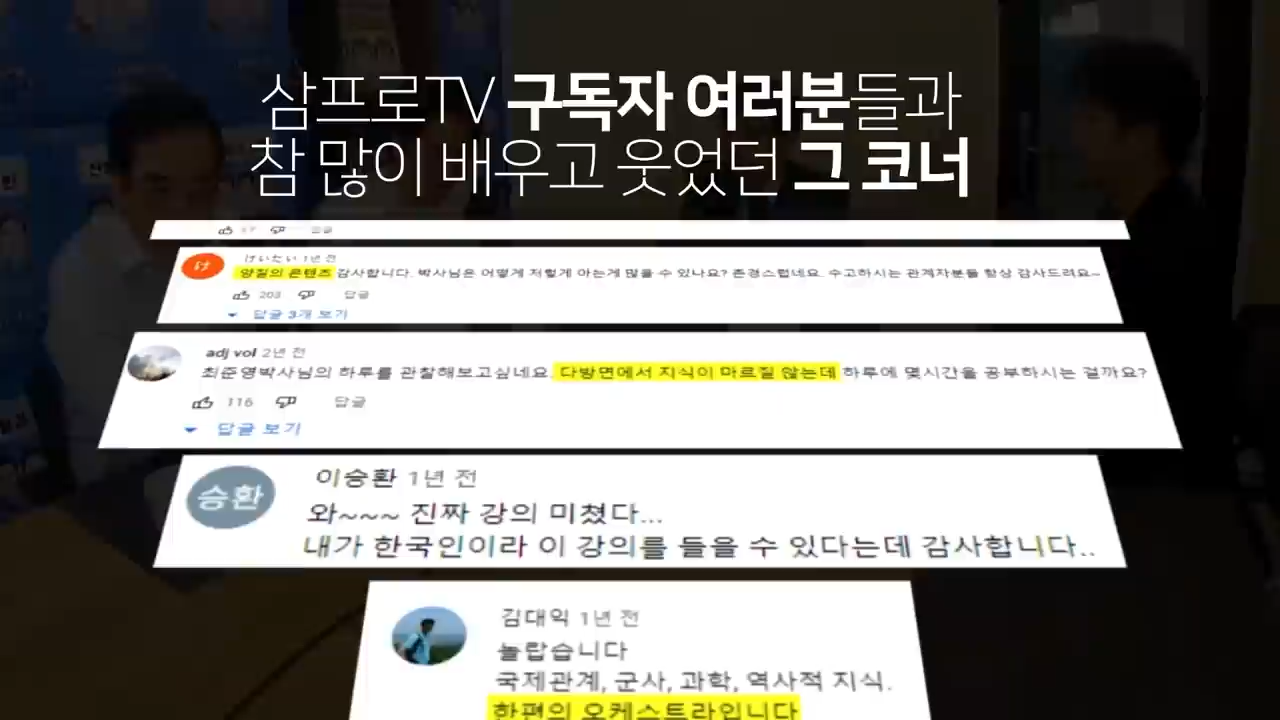 삼프로TV 구독자 여러분들과
참 많이 배우고 웃었던 그 코너
답글
けいたい 1년 전
け
양질의 콘텐츠 감사합니다. 박사님은 어떻게 저렇게 아는게 많을 수 있나요? 존경스럽네요. 수고하시는 관계자분들 항상 감사드려요~
203 답글
답글 3개 보기
adj vol 2년 전
최준영박사님의 하루를 관찰해보고싶네요. 다방면에서 지식이 마르질 않는데 하루에 몇시간을 공부하시는 걸까요?
116 답글
답글 보기
승환
이승환 1년 전
와~~~ 진짜 강의 미쳤다...
내가 한국인이라 이 강의를 들을 수 있다는데 감사합니다..
김대익 1년 전
놀랍습니다
국제관계, 군사, 과학, 역사적 지식.
한편의 오케스트라입니다